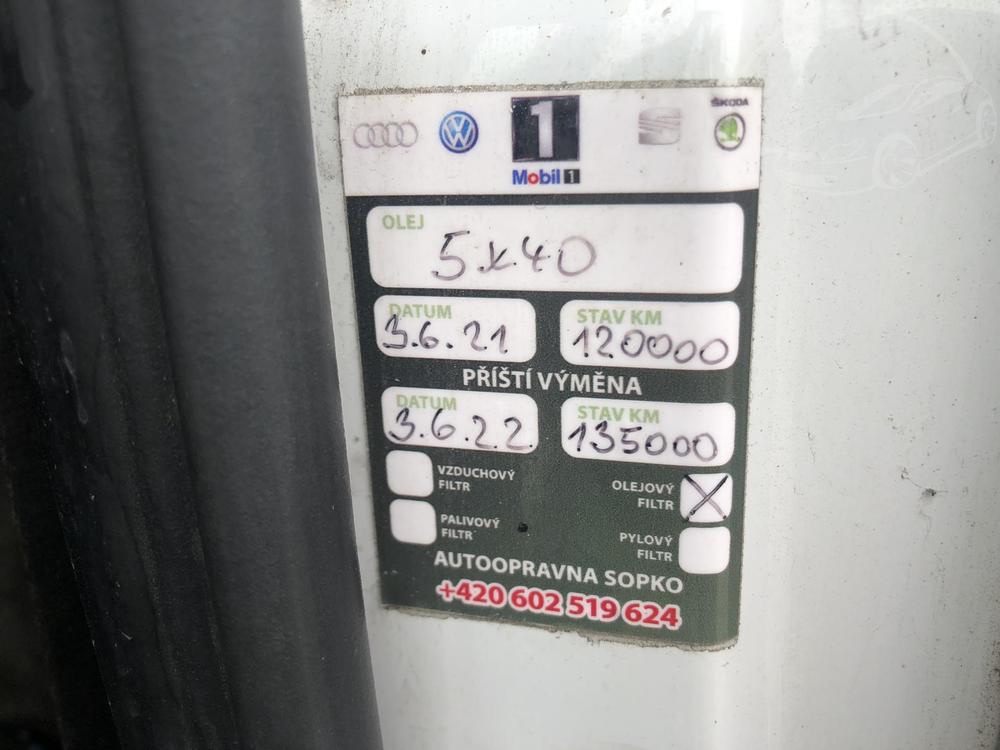 ŠKODA
1
Mobil 1
OLEJ
5x40
DATUM STAV KM
3.6.21 120000
PŘÍŠTÍ VÝMĚNA
DATUM STAV KM
3.6.22 135000
VZDUCHOVÝ
FILTR
OLEJOVÝ
FILTR
PALIVOVÝ
FILTR
PYLOVÝ
FILTR
AUTOOPRAVNA SOPKO
+420 602 519 624